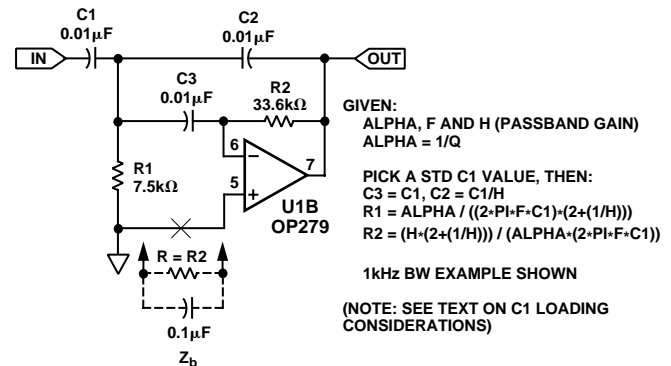 C1
0.01μF
C2
0.01μF
IN
OUT
C3
0.01μF
R2
33.6kΩ
R1
7.5kΩ
6
7
5
U1B
OP279
R = R2
0.1μF
Zb
GIVEN:
ALPHA, F AND H (PASSBAND GAIN)
ALPHA = 1/Q
PICK A STD C1 VALUE, THEN:
C3 = C1, C2 = C1/H
R1 = ALPHA / ((2*PI*F*C1)*(2+(1/H)))
R2 = (H*(2+(1/H))) / (ALPHA*(2*PI*F*C1))
1kHz BW EXAMPLE SHOWN
(NOTE: SEE TEXT ON C1 LOADING
CONSIDERATIONS)